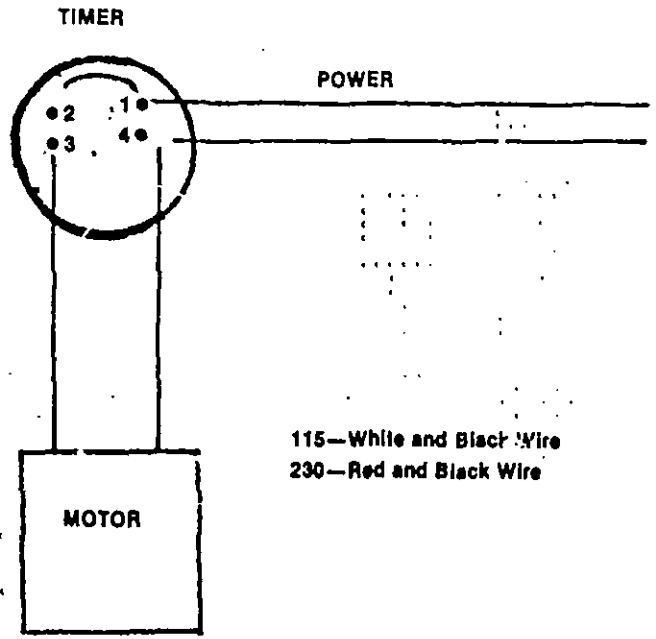 TIMER
POWER
2 1
3 4
115—White and Black Wire
230—Red and Black Wire
MOTOR